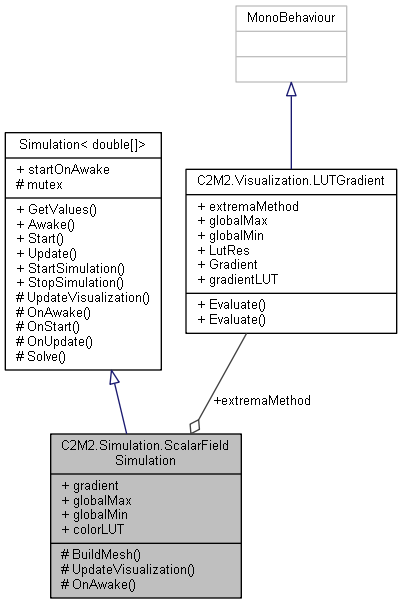 MonoBehaviour
Simulation< double[]>
+ startOnAwake
# mutex
+ GetValues()
+ Awake()
+ Start()
+ Update()
+ StartSimulation()
+ StopSimulation()
# UpdateVisualization()
# OnAwake()
# OnStart()
# OnUpdate()
# Solve()
C2M2.Visualization.LUTGradient
+ extremaMethod
+ globalMax
+ globalMin
+ LutRes
+ Gradient
+ gradientLUT
+ Evaluate()
+ Evaluate()
+extremaMethod
C2M2.Simulation.ScalarField
Simulation
+ gradient
+ globalMax
+ globalMin
+ colorLUT
# BuildMesh()
# UpdateVisualization()
# OnAwake()